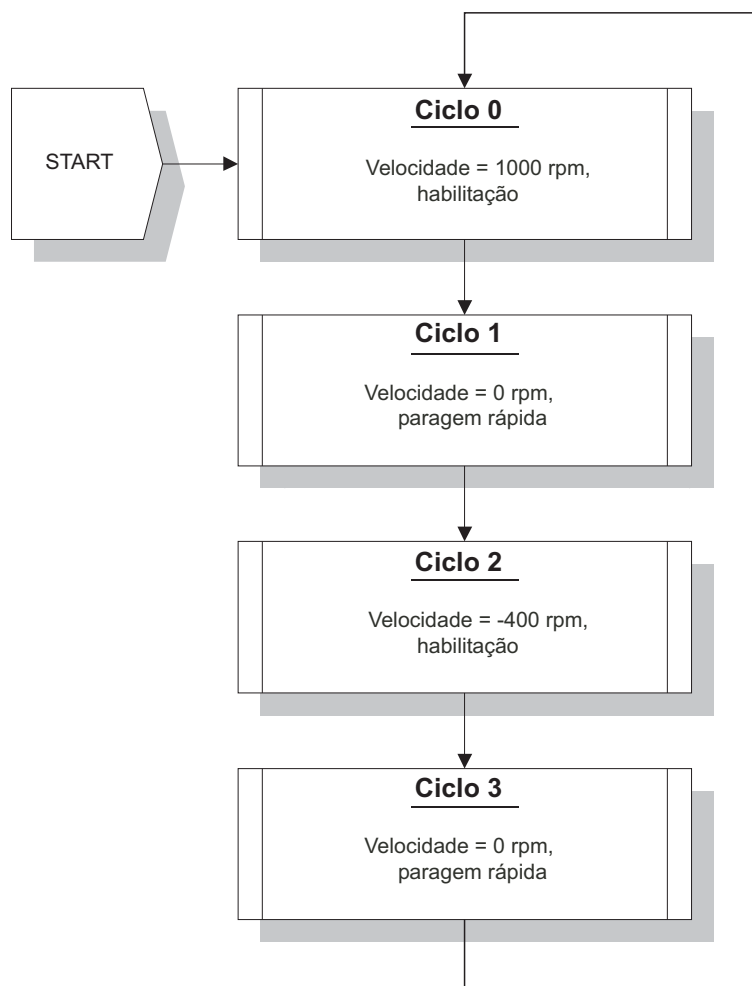 START
Ciclo 0
Velocidade = 1000 rpm,
habilitação
Ciclo 1
Velocidade = 0 rpm,
paragem rápida
Ciclo 2
Velocidade = -400 rpm,
habilitação
Ciclo 3
Velocidade = 0 rpm,
paragem rápida